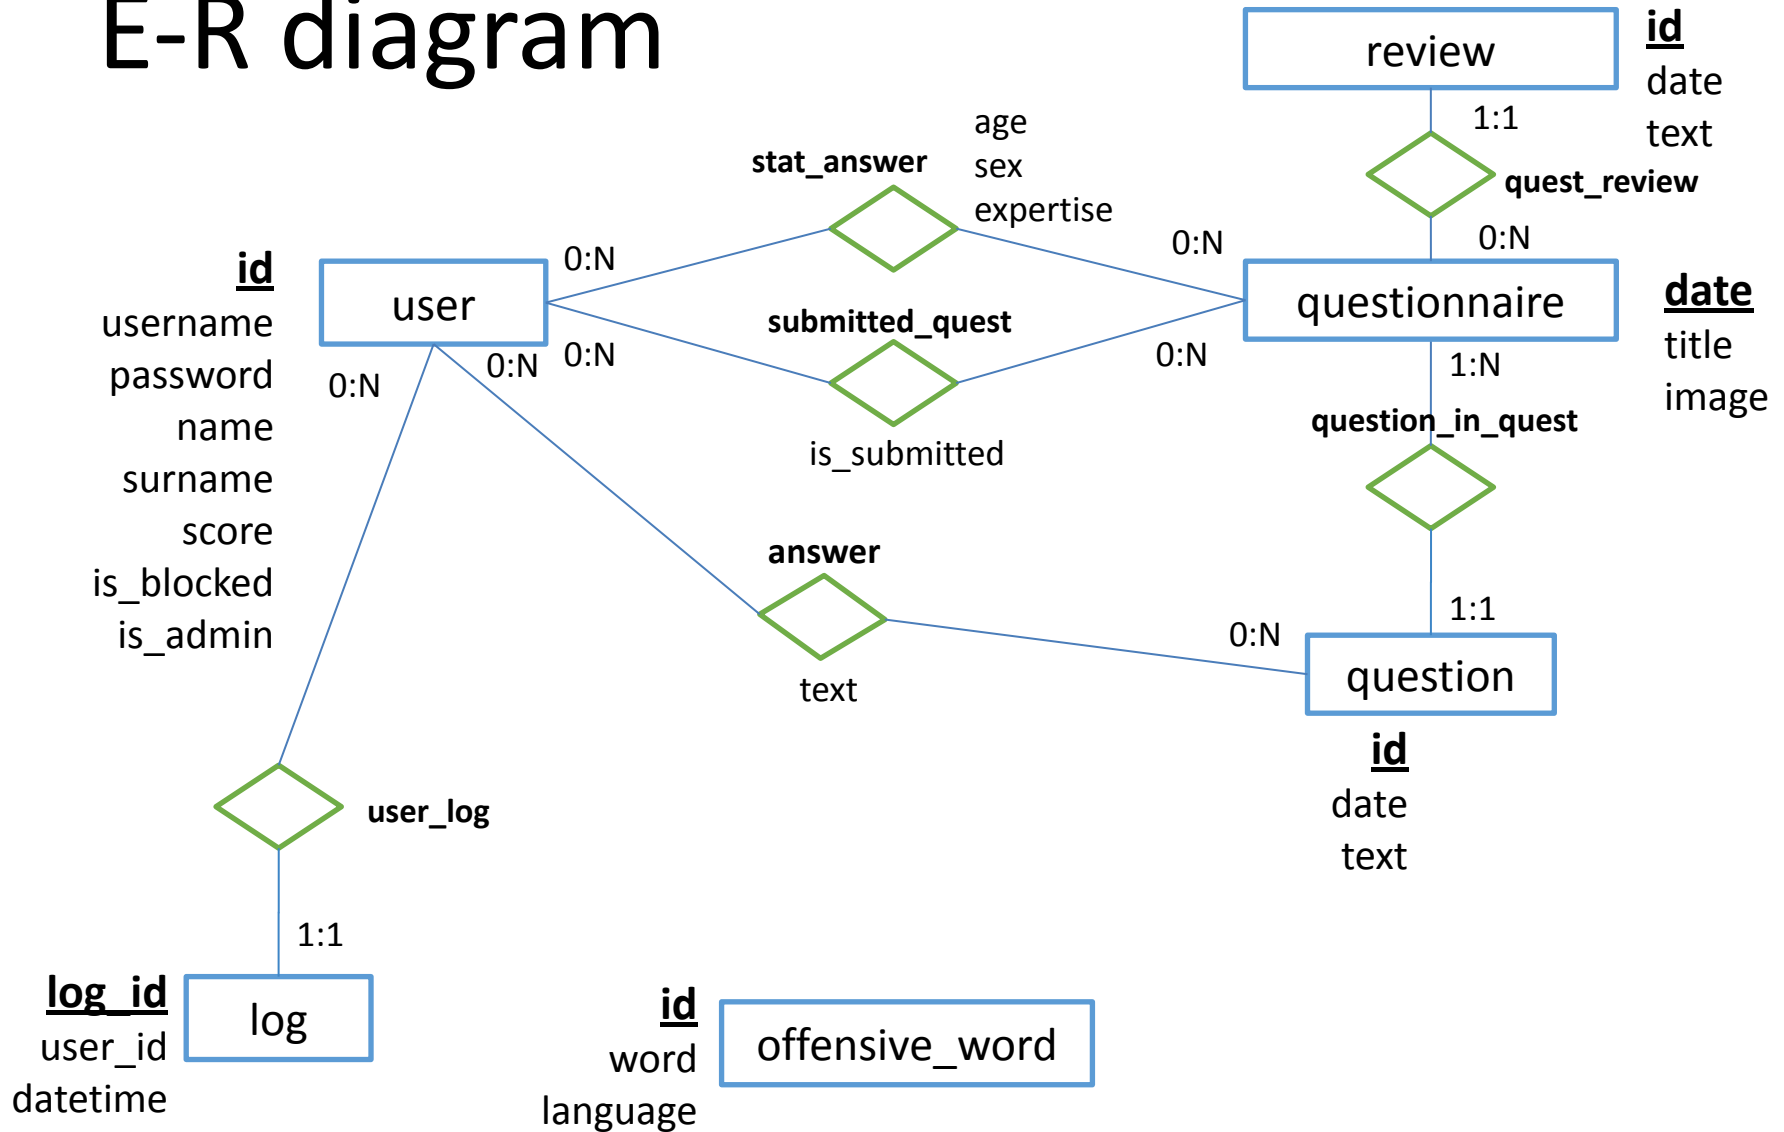 E-R diagram
review
id
date
text
1:1
quest_review
0:N
stat_answer
age
sex
expertise
0:N
0:N
id
username
password
name
surname
score
is_blocked
is_admin
user
0:N
0:N
0:N
submitted_quest
0:N
is_submitted
questionnaire
date
title
image
1:N
question_in_quest
1:1
answer
text
0:N
question
id
date
text
user_log
1:1
log_id
user_id
datetime
log
id
word
language
offensive_word